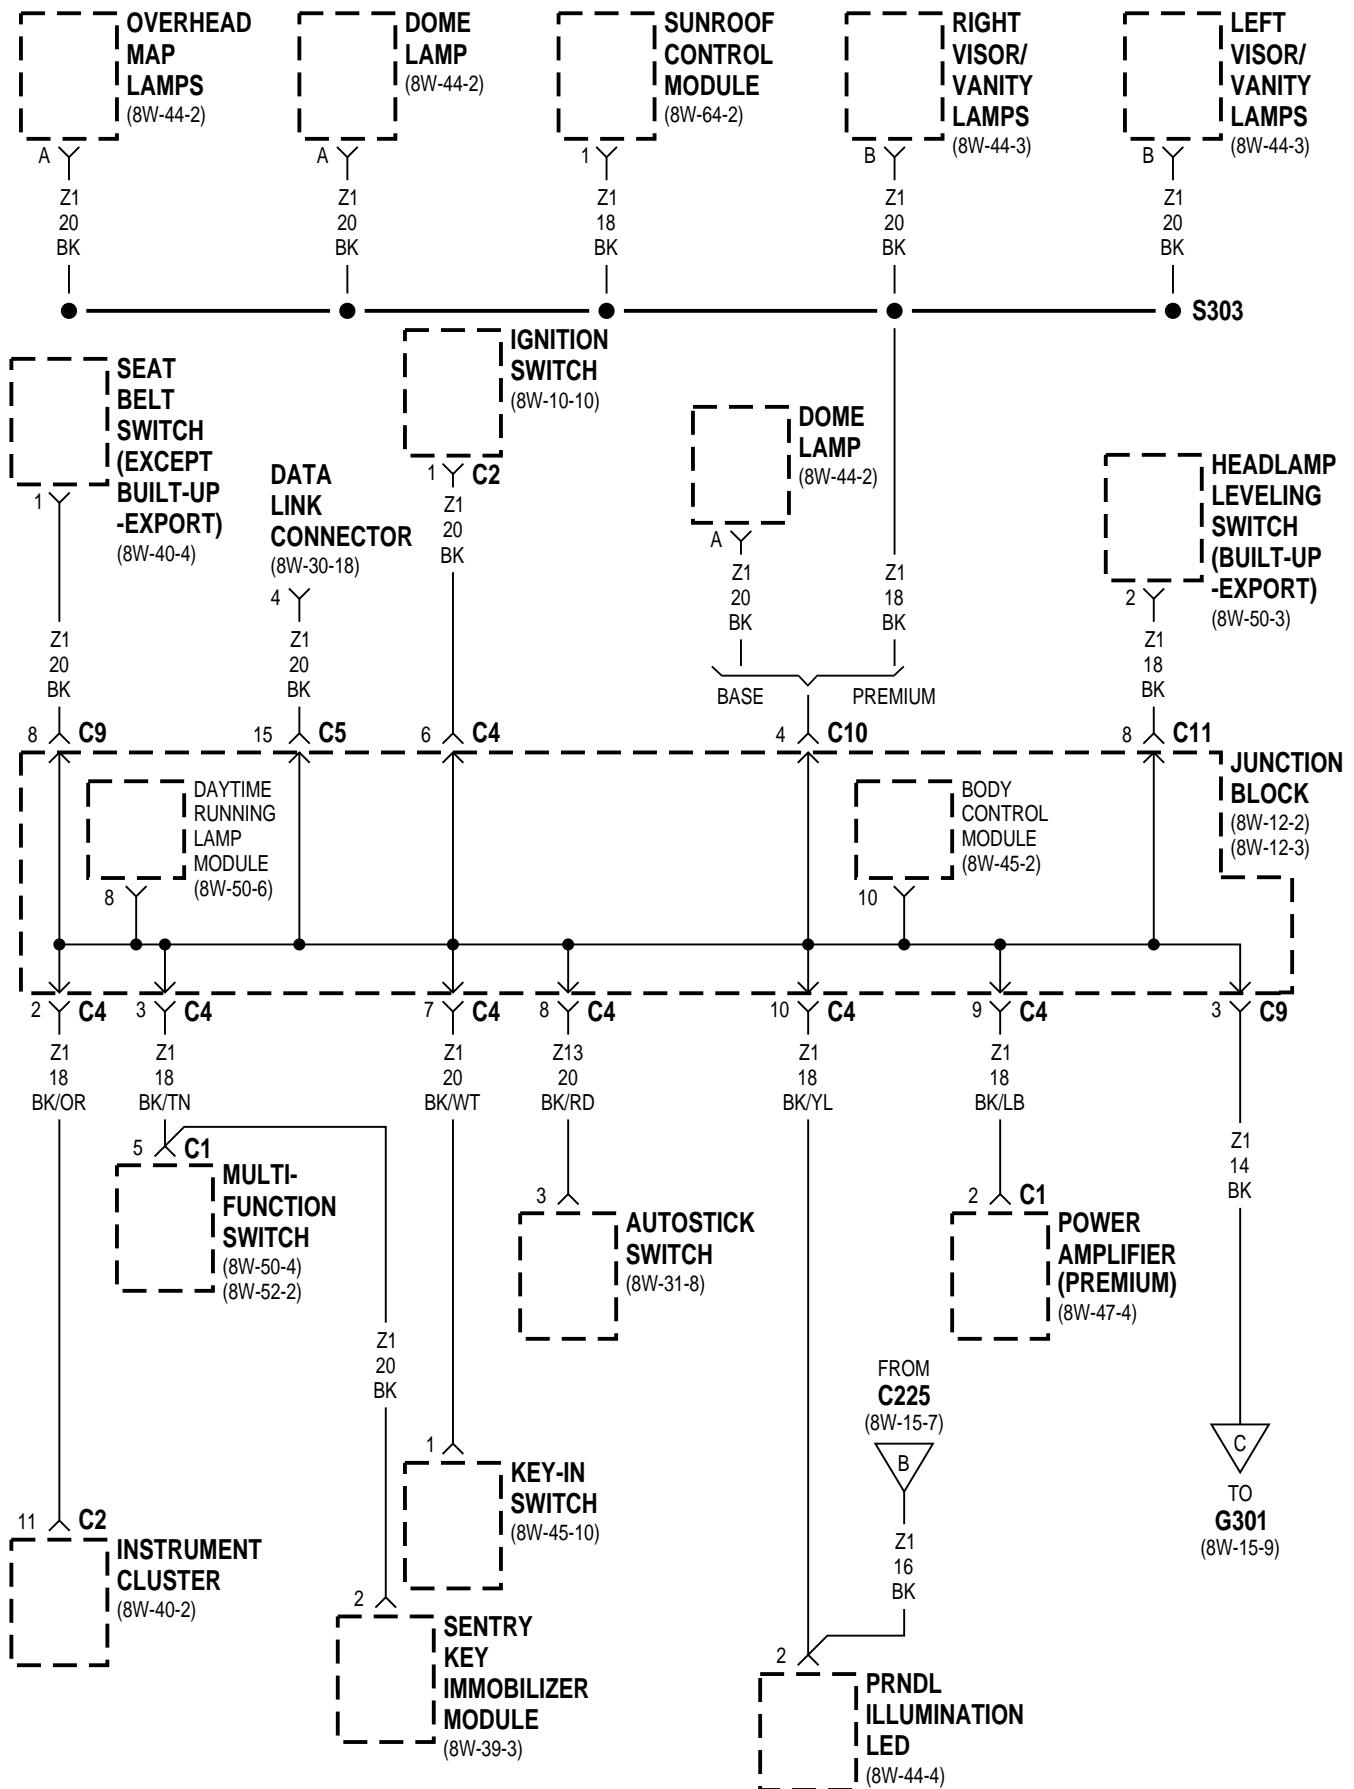 OVERHEAD
MAP
LAMPS
(8W-44-2)
A
Z1
20
BK
DOME
LAMP
(8W-44-2)
A
Z1
20
BK
SUNROOF
CONTROL
MODULE
(8W-64-2)
1
Z1
18
BK
RIGHT
VISOR/
VANITY
LAMPS
(8W-44-3)
B
Z1
20
BK
LEFT
VISOR/
VANITY
LAMPS
(8W-44-3)
B
Z1
20
BK
S303
SEAT
BELT
SWITCH
(EXCEPT
BUILT-UP
-EXPORT)
(8W-40-4)
1
Z1
20
BK
8 C9
DATA
LINK
CONNECTOR
(8W-30-18)
4
Z1
20
BK
15 C5
IGNITION
SWITCH
(8W-10-10)
1 C2
Z1
20
BK
6 C4
DOME
LAMP
(8W-44-2)
A
Z1
20
BK
BASE
Z1
18
BK
PREMIUM
4 C10
HEADLAMP
LEVELING
SWITCH
(BUILT-UP
-EXPORT)
(8W-50-3)
2
Z1
18
BK
8 C11
JUNCTION
BLOCK
(8W-12-2)
(8W-12-3)
DAYTIME
RUNNING
LAMP
MODULE
(8W-50-6)
8
BODY
CONTROL
MODULE
(8W-45-2)
10
2 C4
Z1
18
BK/OR
11 C2
INSTRUMENT
CLUSTER
(8W-40-2)
3 C4
Z1
18
BK/TN
5 C1
MULTI-
FUNCTION
SWITCH
(8W-50-4)
(8W-52-2)
Z1
20
BK
2
SENTRY
KEY
IMMOBILIZER
MODULE
(8W-39-3)
7 C4
Z1
20
BK/WT
1
KEY-IN
SWITCH
(8W-45-10)
8 C4
Z13
20
BK/RD
3
AUTOSTICK
SWITCH
(8W-31-8)
10 C4
Z1
18
BK/YL
2
PRNDL
ILLUMINATION
LED
(8W-44-4)
9 C4
Z1
18
BK/LB
2 C1
POWER
AMPLIFIER
(PREMIUM)
(8W-47-4)
FROM
C225
(8W-15-7)
B
Z1
16
BK
3 C9
Z1
14
BK
C
TO
G301
(8W-15-9)